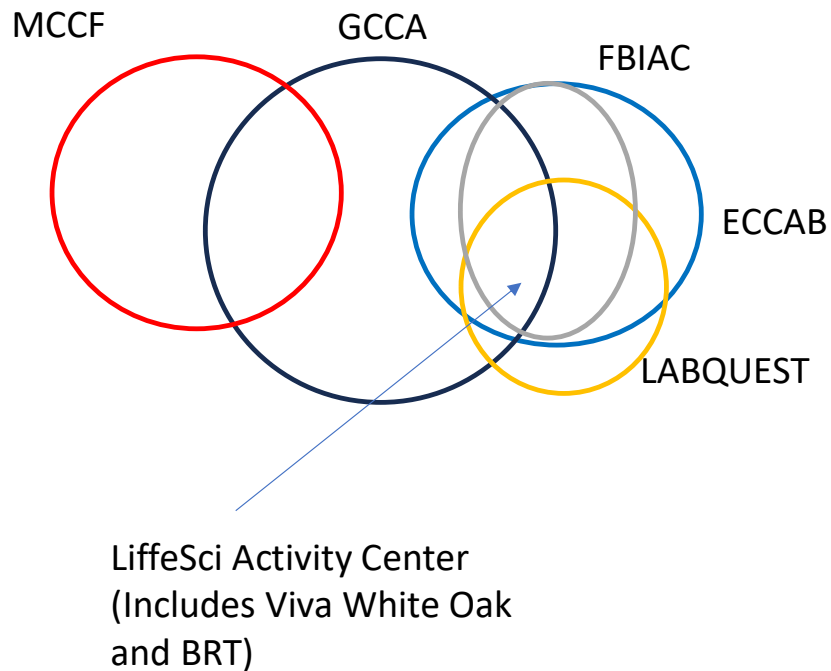 MCCF
GCCA
FBIAC
ECCAB
LABQUEST
LiffeSci Activity Center
(Includes Viva White Oak
and BRT)